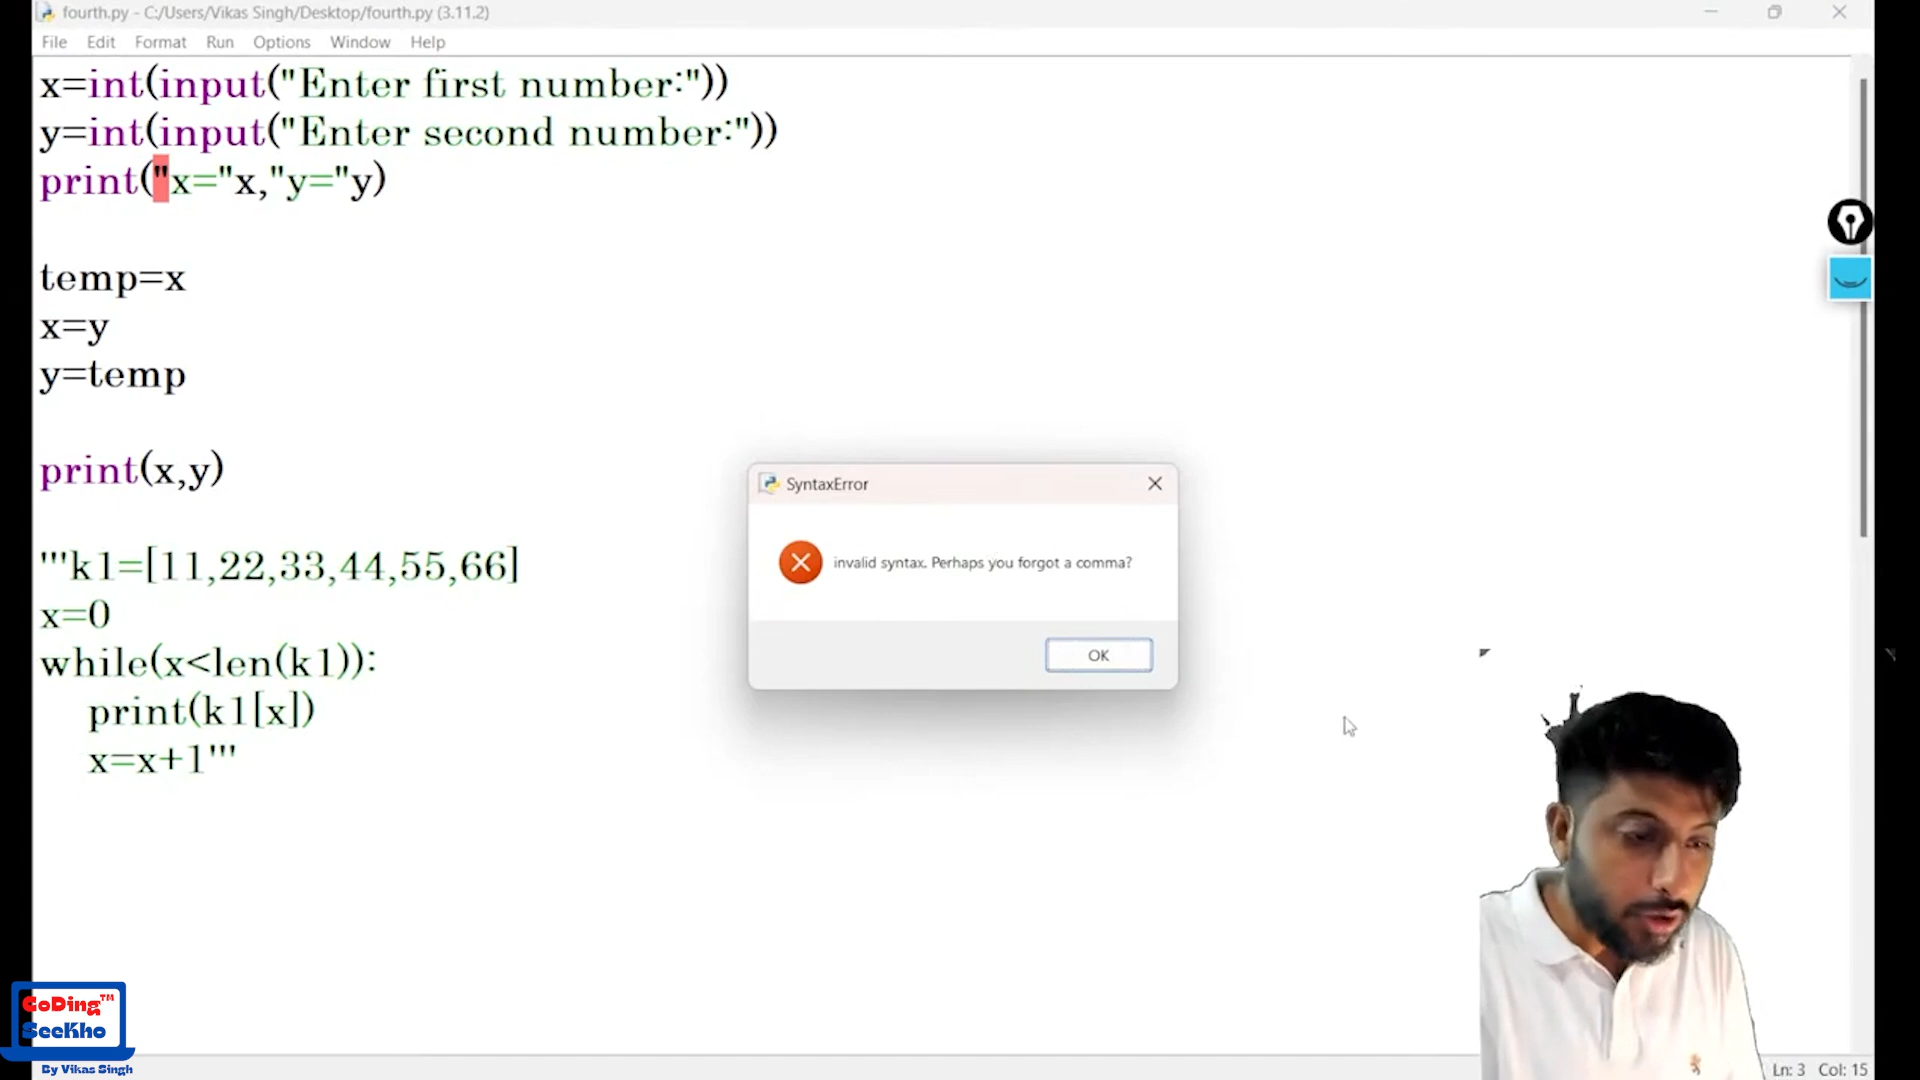 fourth.py - C:/Users/Vikas Singh/Desktop/fourth.py (3.11.2)
File Edit Format Run Options Window Help
x=int(input("Enter first number:"))
y=int(input("Enter second number:"))
print("x="x,"y="y)
temp=x
x=y
y=temp
print(x,y)
'''k1=[11,22,33,44,55,66]
x=0
while(x<len(k1)):
    print(k1[x])
    x=x+1'''
SyntaxError
invalid syntax. Perhaps you forgot a comma?
OK
CoDing™
SeeKho
By Vikas Singh
Ln: 3 Col: 15